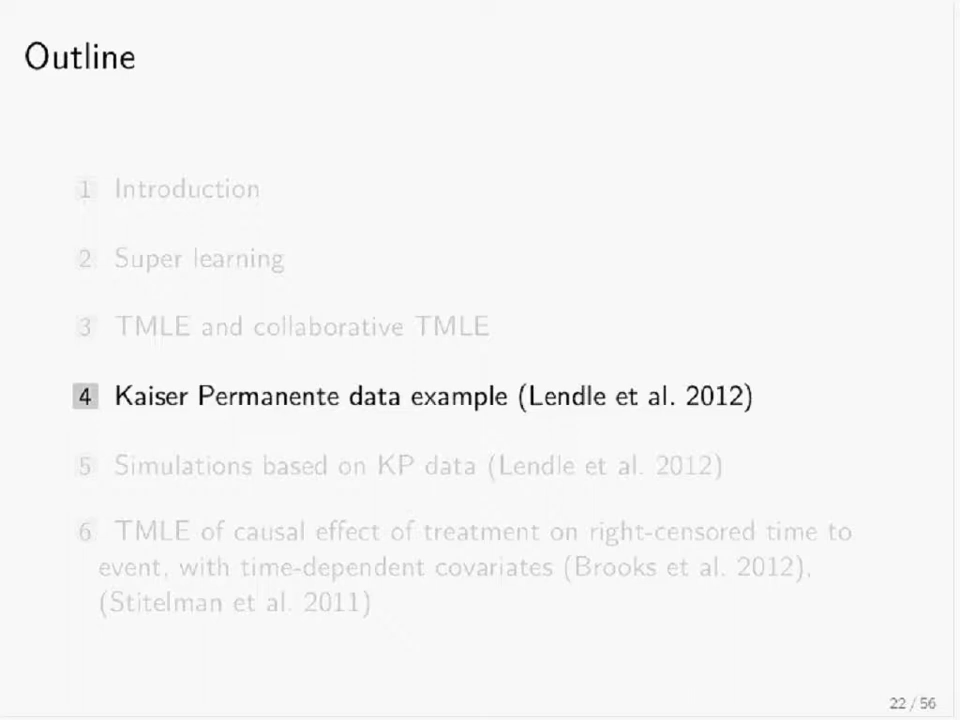 Outline
1 Introduction
2 Super learning
3 TMLE and collaborative TMLE
4 Kaiser Permanente data example (Lendle et al. 2012)
5 Simulations based on KP data (Lendle et al. 2012)
6 TMLE of causal effect of treatment on right-censored time to
event, with time-dependent covariates (Brooks et al. 2012),
(Stitelman et al. 2011)
22 / 56